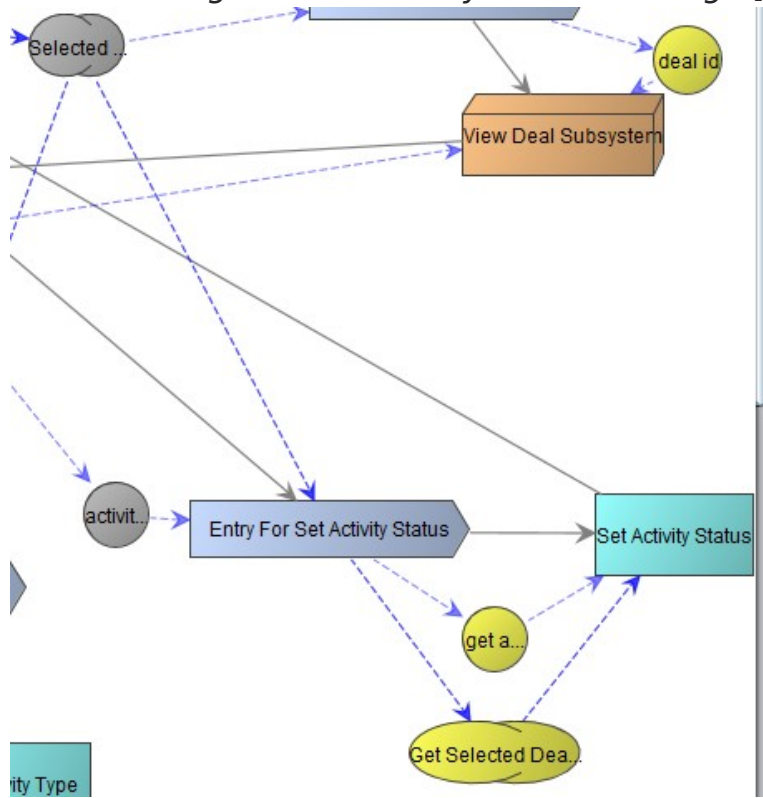 Selected ...
deal id
View Deal Subsystem
activit...
Entry For Set Activity Status
Set Activity Status
get a...
Get Selected Dea...
ity Type